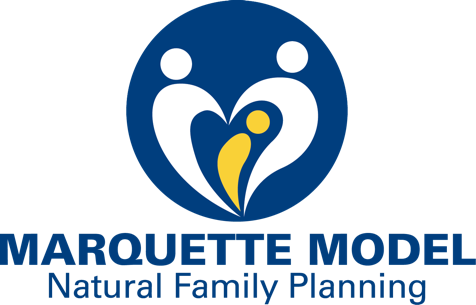 MARQUETTE MODEL
Natural Family Planning